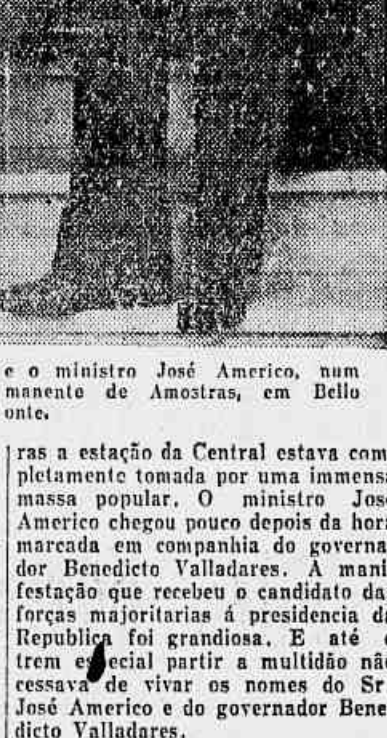 e o ministro José Americo, num
manente de Amostras, em Bello
onte.
ras a estação da Central estava com
pletamente tomada por uma immensa
massa popular. O ministro José
Americo chegou pouco depois da hora
marcada em companhia do governa-
dor Benedicto Valladares. A mani
festação que recebeu o candidato da
forças majoritarias á presidencia da
Republica foi grandiosa. E até o
trem especial partir a multidão não
cessava de vivar os nomes do Sr
José Americo e do governador Bene
dicto Valladares.